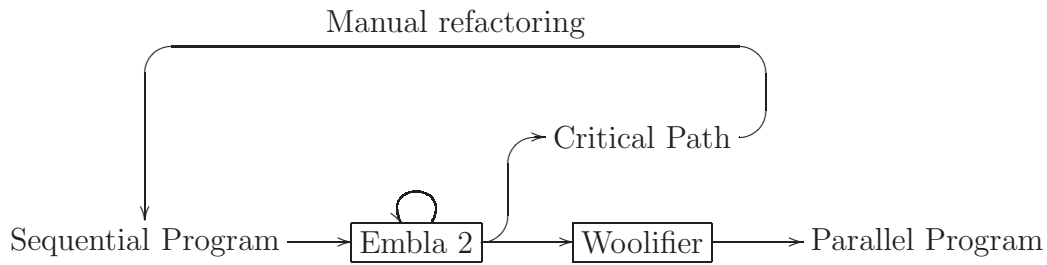 Manual refactoring
Critical Path
Sequential Program
Embla 2
Woolifier
Parallel Program